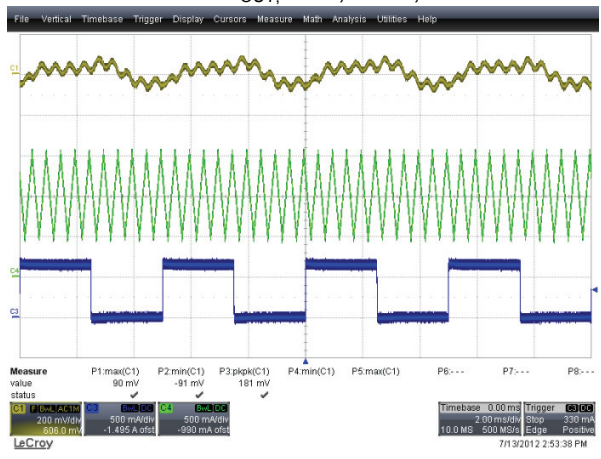 File Vertical Timebase Trigger Display Cursors Measure Math Analysis Utilities Help
C1
C4
C3
Measure P1:max(C1) P2:min(C1) P3:pkpk(C1) P4:min(C1) P5:max(C1) P6:- - - P7:- - - P8:- - -
value 90 mV -91 mV 181 mV
status
C1 F BwL AC1M C3 BwL DC C4 BwL DC Timebase 0.00 ms Trigger C3 DC
200 mV/div 500 mA/div 500 mA/div 2.00 ms/div Stop 330 mA
606.0 mV -1.495 A ofst -990 mA ofst 10.0 MS 500 MS/s Edge Positive
LeCroy 7/13/2012 2:53:38 PM